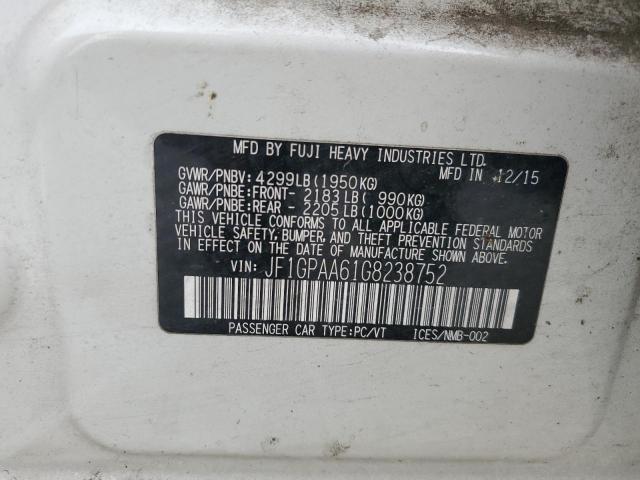 MFD BY FUJI HEAVY INDUSTRIES LTD.
MFD IN 12/15
GVWR/PNBV: 4299LB(1950KG)
GAWR/PNBE:FRONT- 2183LB( 990KG)
GAWR/PNBE:REAR - 2205LB(1000KG)
THIS VEHICLE CONFORMS TO ALL APPLICABLE FEDERAL MOTOR
VEHICLE SAFETY, BUMPER, AND THEFT PREVENTION STANDARDS
IN EFFECT ON THE DATE OF MANUFACTURE SHOWN ABOVE.
VIN: JF1GPAA61G8238752
PASSENGER CAR TYPE:PC/VT ICES/NMB-002